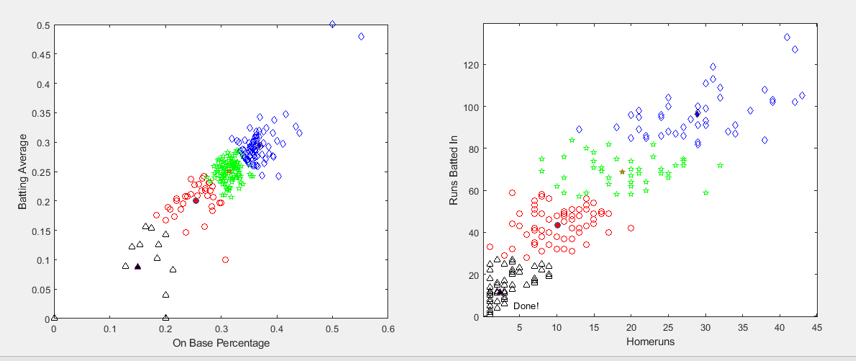 0.5
0.45
0.4
0.35
0.3
0.25
0.2
0.15
0.1
0.05
0
Batting Average
0 0.1 0.2 0.3 0.4 0.5 0.6
On Base Percentage
120
100
80
60
40
20
0
Runs Batted In
Done!
5 10 15 20 25 30 35 40 45
Homeruns